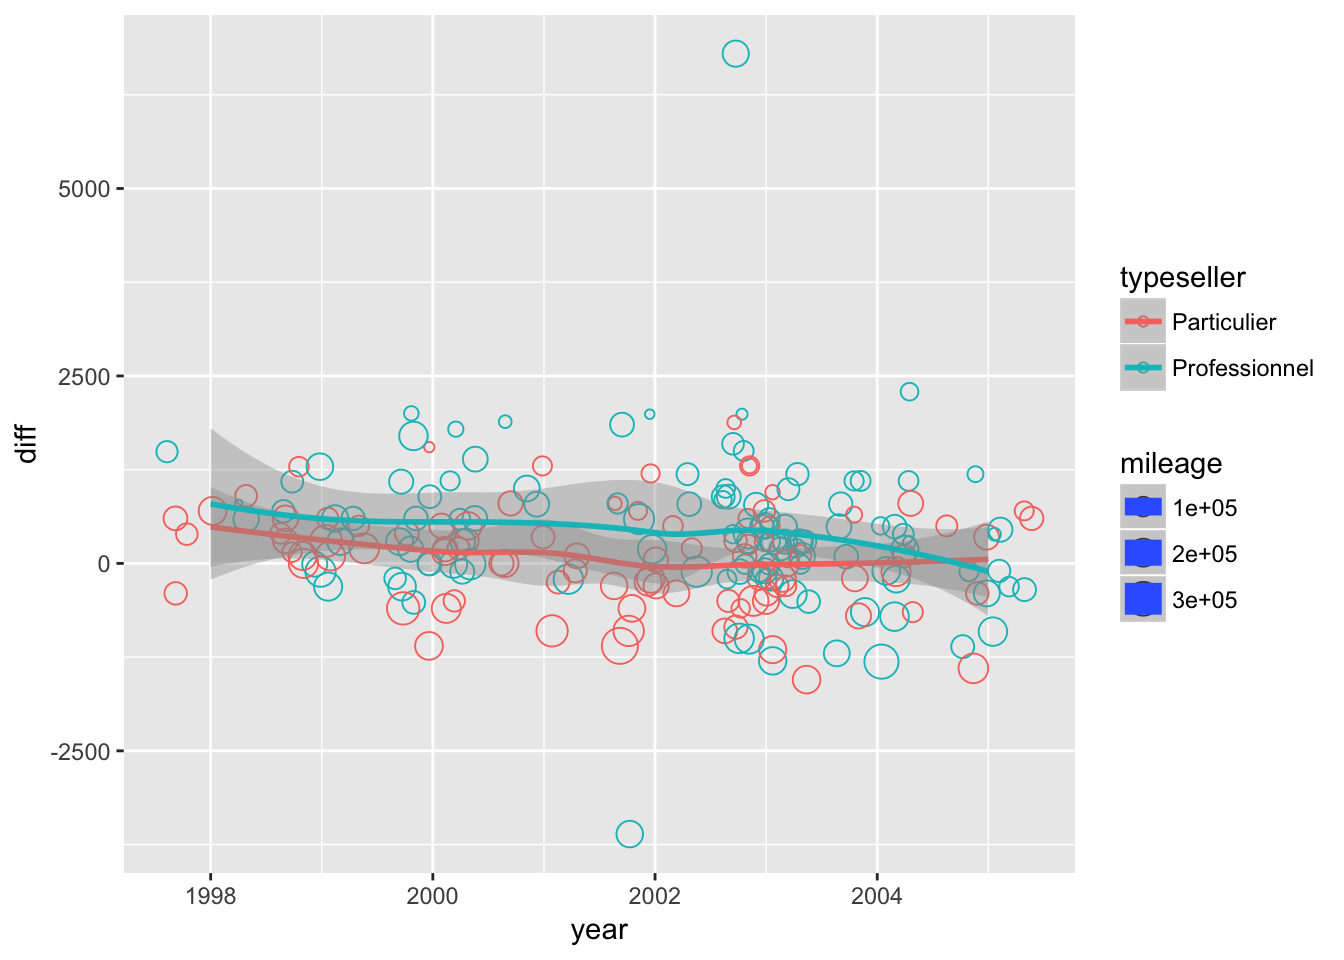 5000
2500
0
-2500
diff
1998
2000
2002
2004
year
typeseller
Particulier
Professionnel
mileage
1e+05
2e+05
3e+05